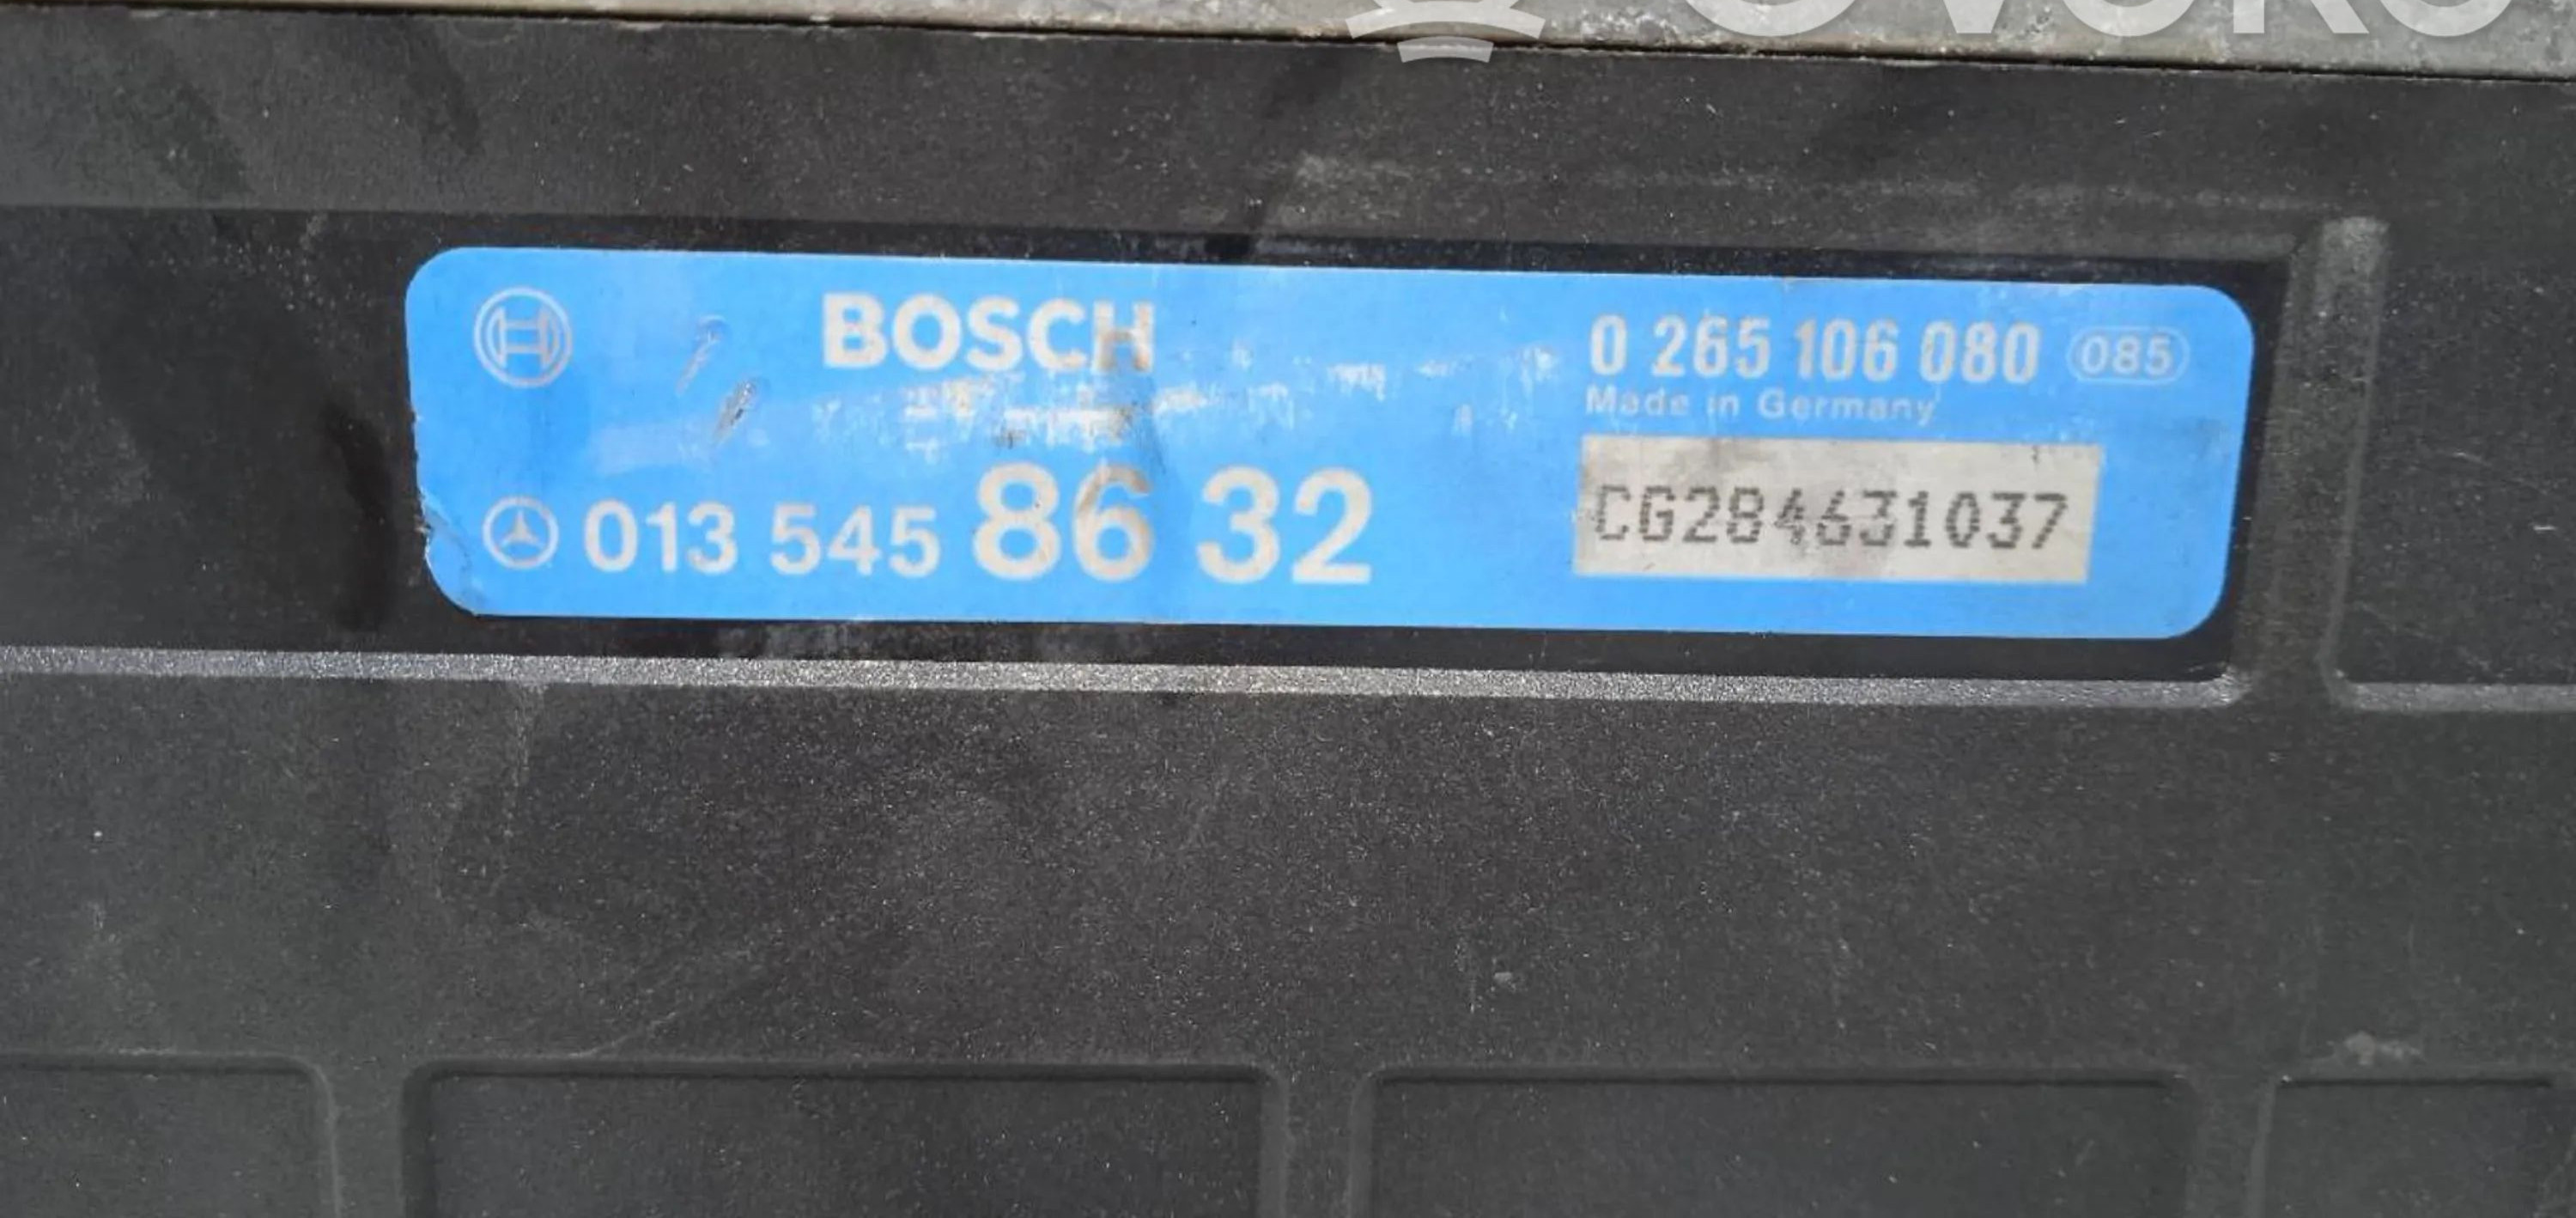 BOSCH
0 265 106 080 085
Made in Germany
013 545 86 32
CG284631037